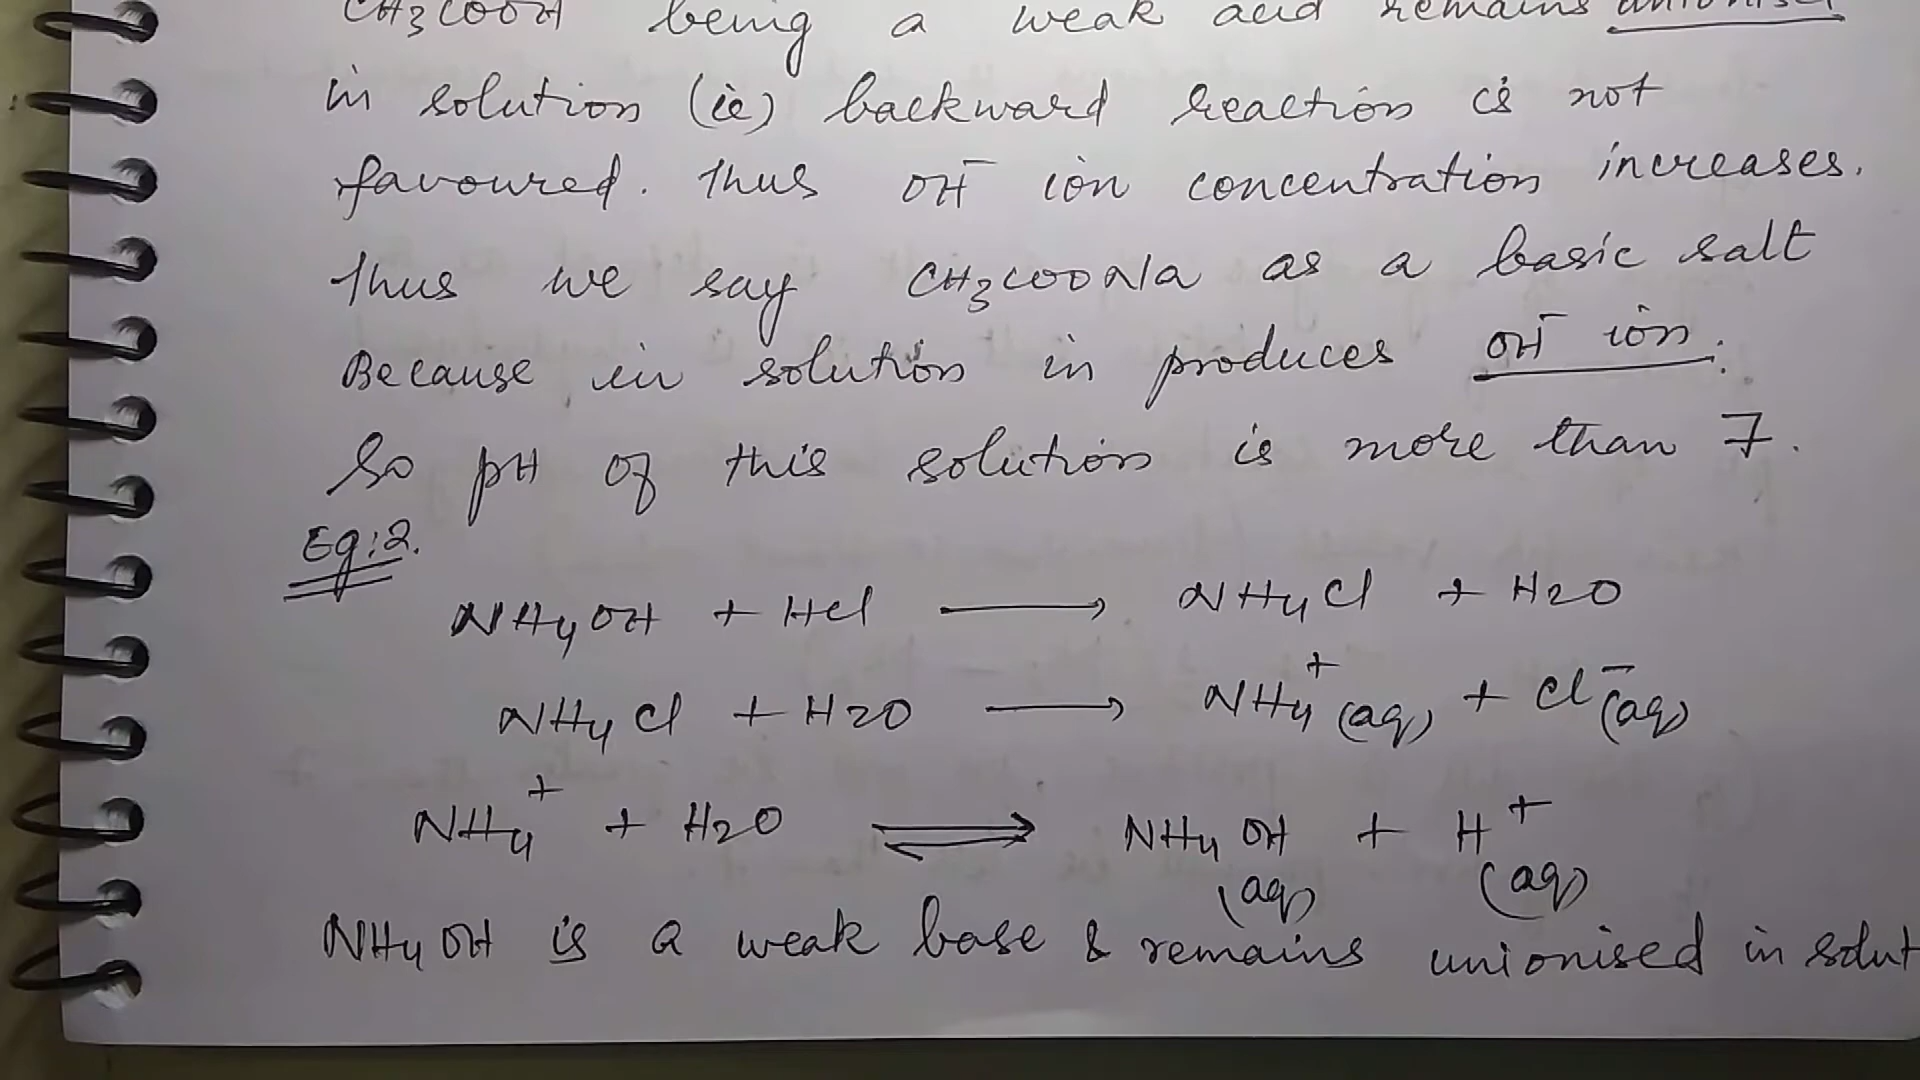 CH3COOH being a weak acid remains unionised
in solution (ie) backward reaction is not
favoured. Thus OH⁻ ion concentration increases.
Thus we say CH3COONa as a basic salt
Because in solution in produces OH⁻ ion.
So pH of this solution is more than 7.
Eg:2.
NH4OH + HCl ⟶ NH4Cl + H2O
NH4Cl + H2O ⟶ NH4⁺(aq) + Cl⁻(aq)
NH4⁺ + H2O ⇌ NH4OH (aq) + H⁺ (aq)
NH4OH is a weak base & remains unionised in solut